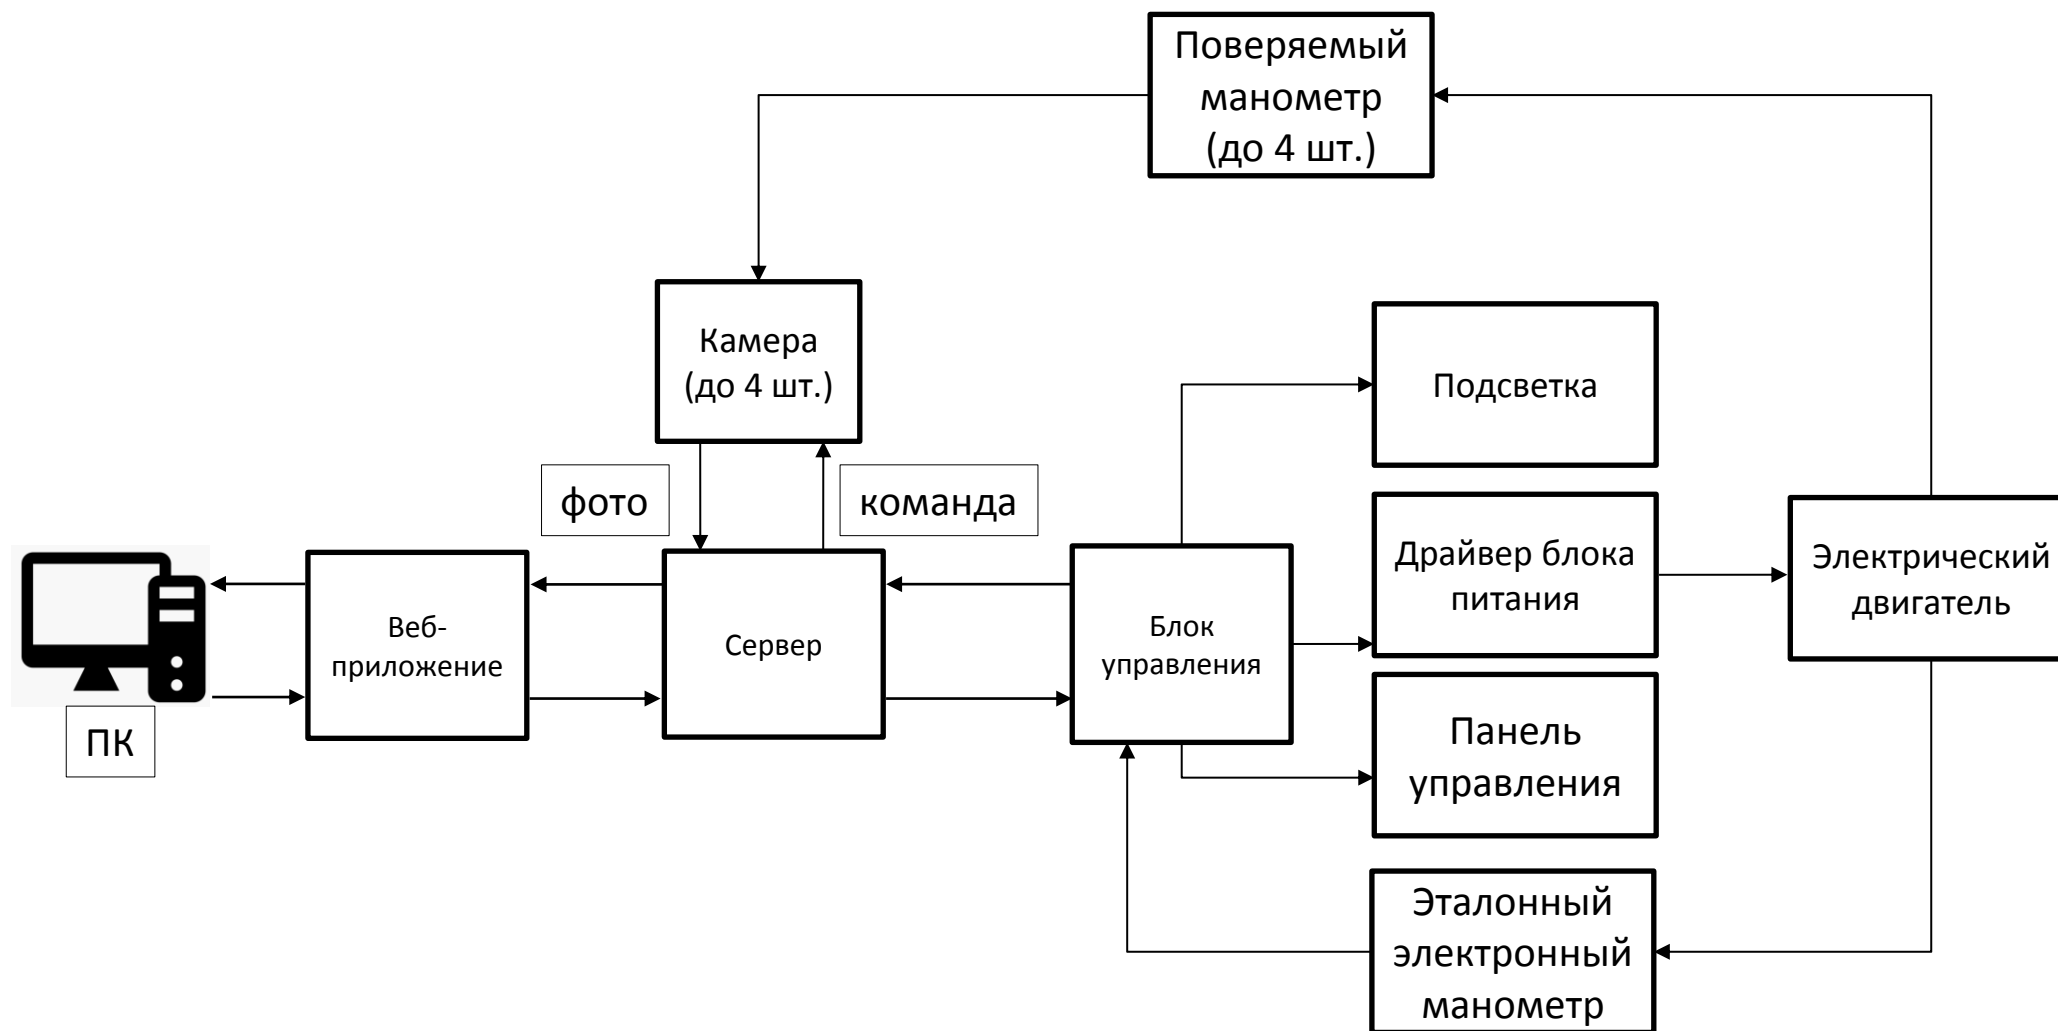 Поверяемый
манометр
(до 4 шт.)
Камера
(до 4 шт.)
Подсветка
фото
команда
Драйвер блока
питания
Электрический
двигатель
Веб-
приложение
Сервер
Блок
управления
ПК
Панель
управления
Эталонный
электронный
манометр